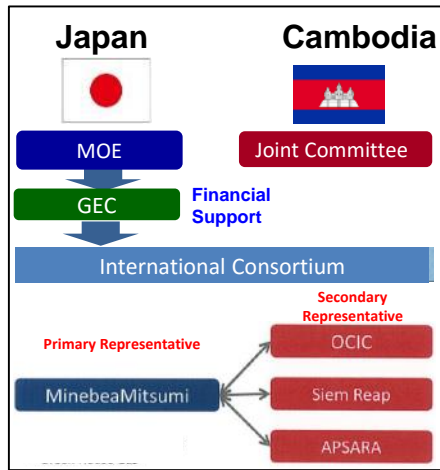 Japan
Cambodia
MOE
Joint Committee
GEC
Financial
Support
International Consortium
Secondary
Representative
Primary Representative
OCIC
MinebeaMitsumi
Siem Reap
APSARA